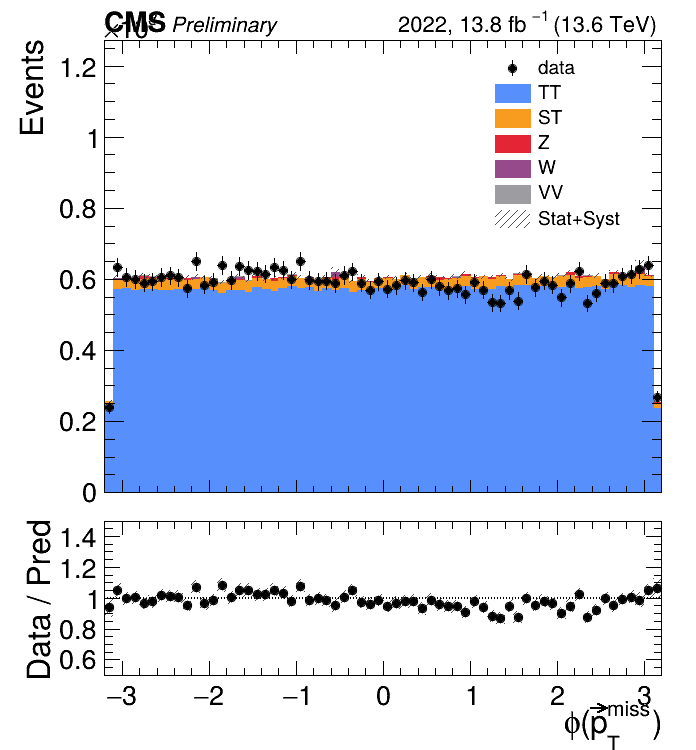 CMS Preliminary 2022, 13.8 fb⁻¹ (13.6 TeV)
Events
1.2
1
0.8
0.6
0.4
0.2
0
data
TT
ST
Z
W
VV
Stat+Syst
Data / Pred
1.4
1.2
1
0.8
0.6
−3 −2 −1 0 1 2 3
ϕ(p⃗ᵀᵐⁱˢˢ)